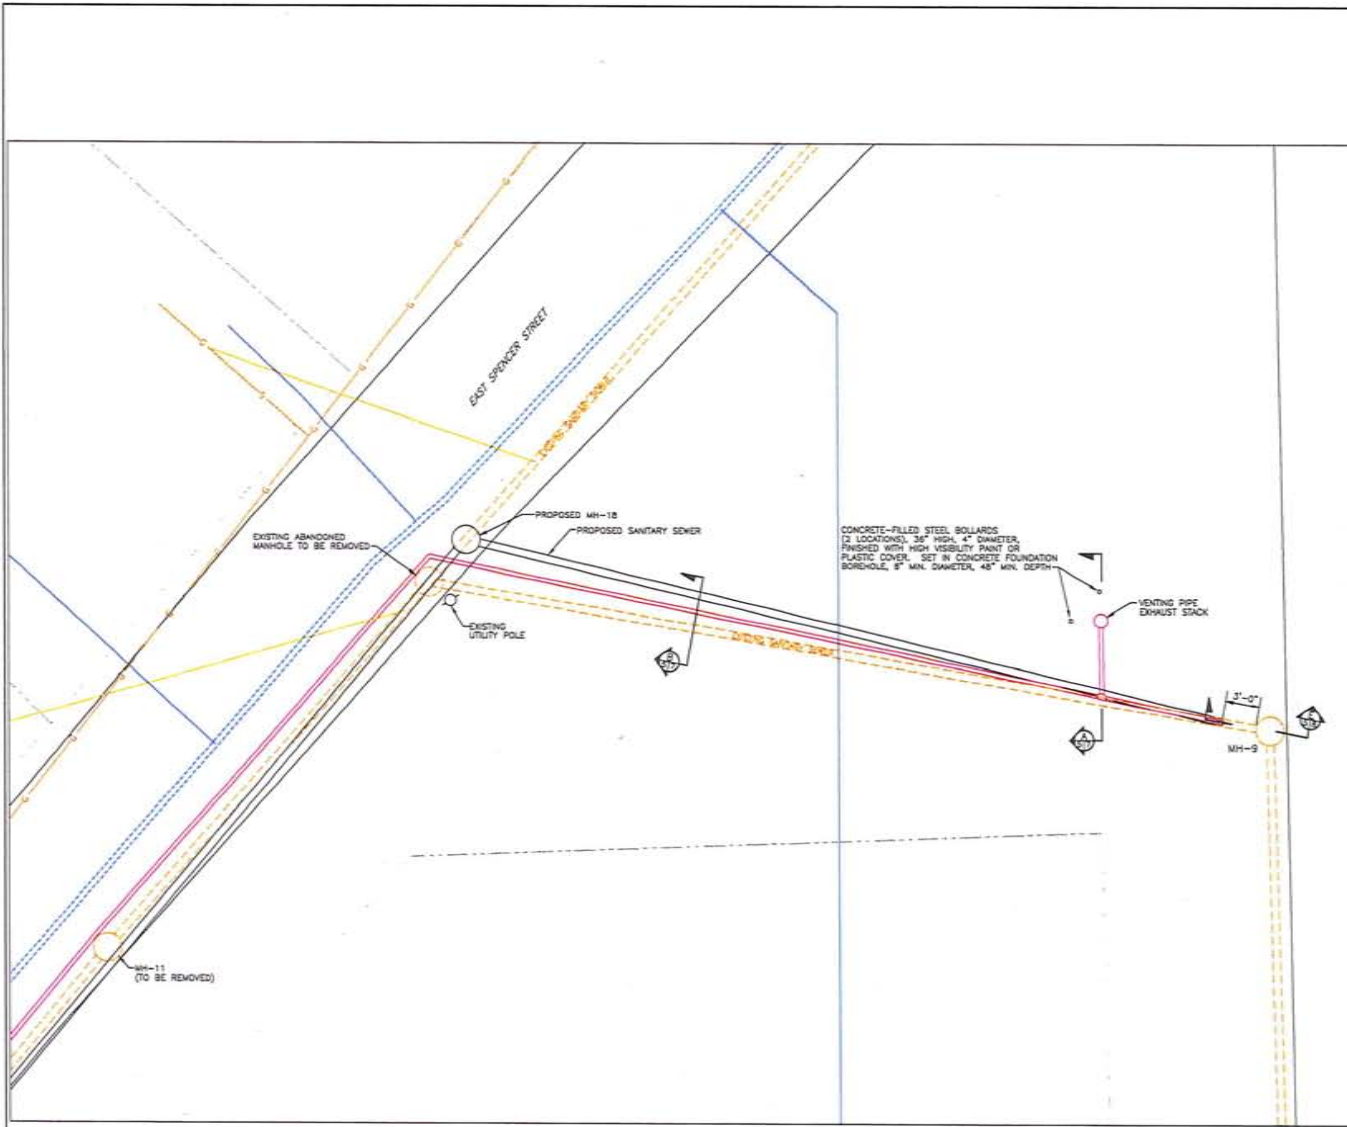 EAST SPENCER STREET
PROPOSED MH-18
PROPOSED SANITARY SEWER
EXISTING ABANDONED
MANHOLE TO BE REMOVED
EXISTING
UTILITY POLE
CONCRETE-FILLED STEEL BOLLARDS
(2 LOCATIONS), 36" HIGH, 4" DIAMETER,
FINISHED WITH HIGH VISIBILITY PAINT OR
PLASTIC COVER. SET IN CONCRETE FOUNDATION
BOREHOLE, 8" MIN. DIAMETER, 48" MIN. DEPTH
VENTING PIPE
EXHAUST STACK
3'-0"
MH-9
MH-11
(TO BE REMOVED)
G
G
G
G
G
G
G
G
G
G
G
G
A
B